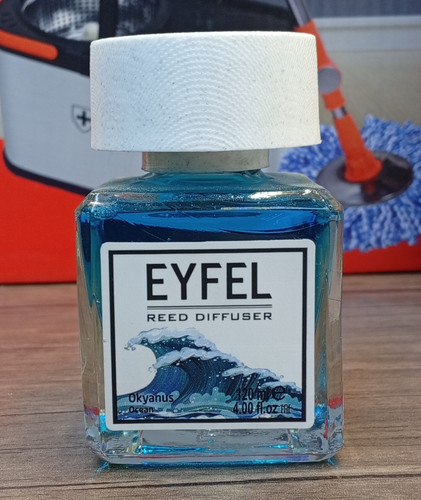 EYFEL
REED DIFFUSER
Okyanus
Ocean
120 ml ℮
4.00 fl.oz